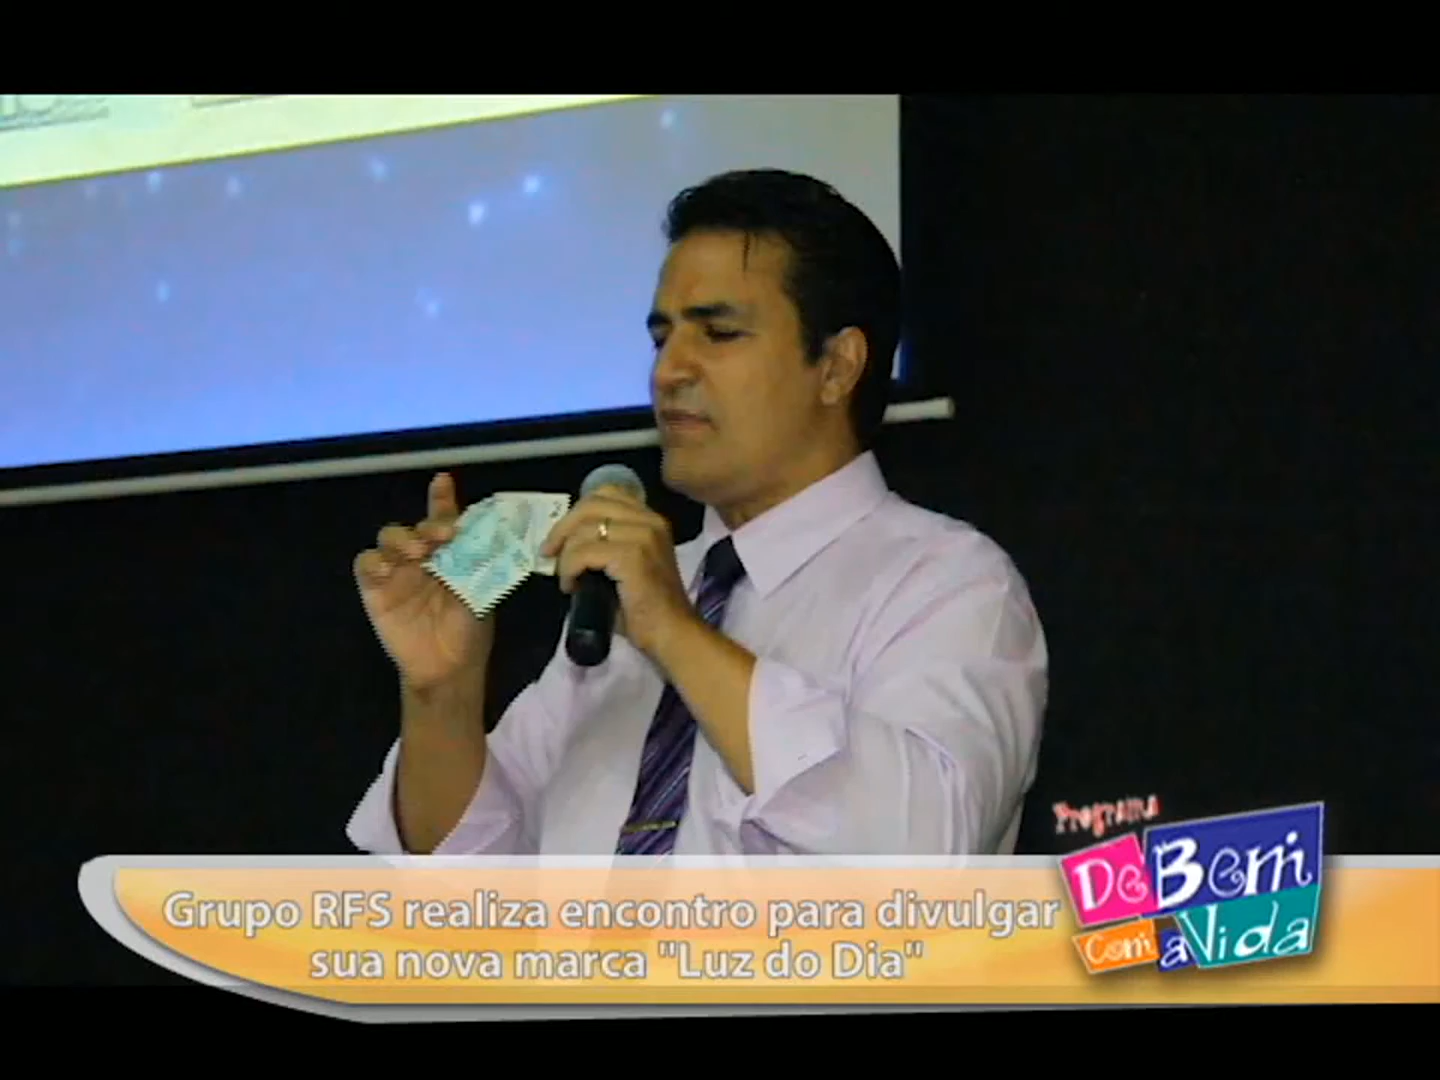 Programa
De Bem
com a Vida
Grupo RFS realiza encontro para divulgar
sua nova marca "Luz do Dia"